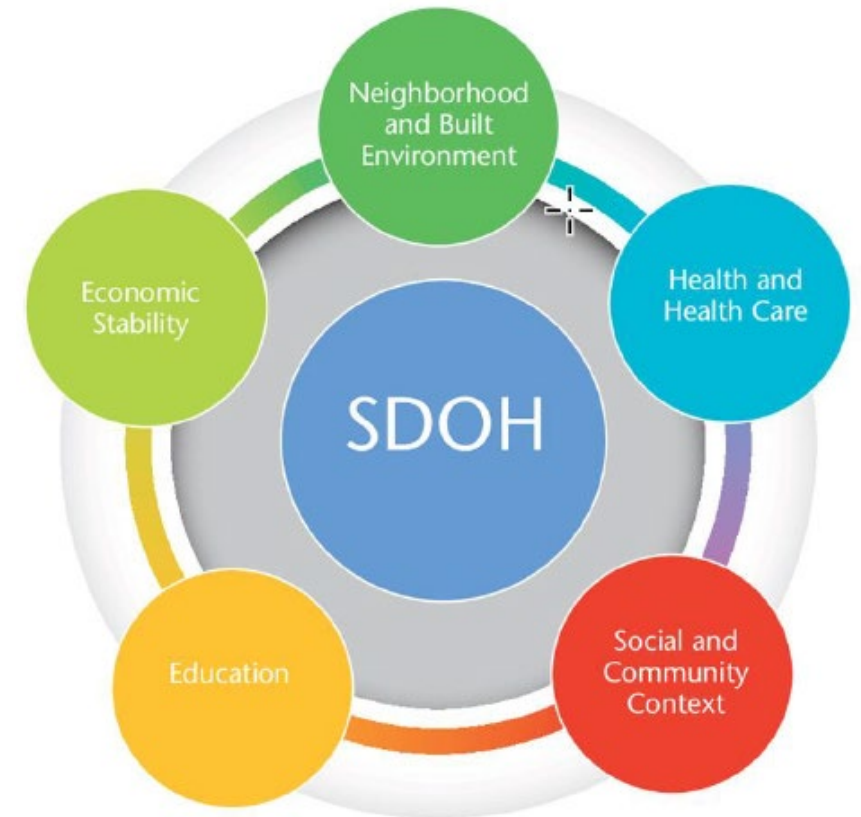 Neighborhood
and Built
Environment
Health and
Health Care
Economic
Stability
SDOH
Social and
Community
Context
Education